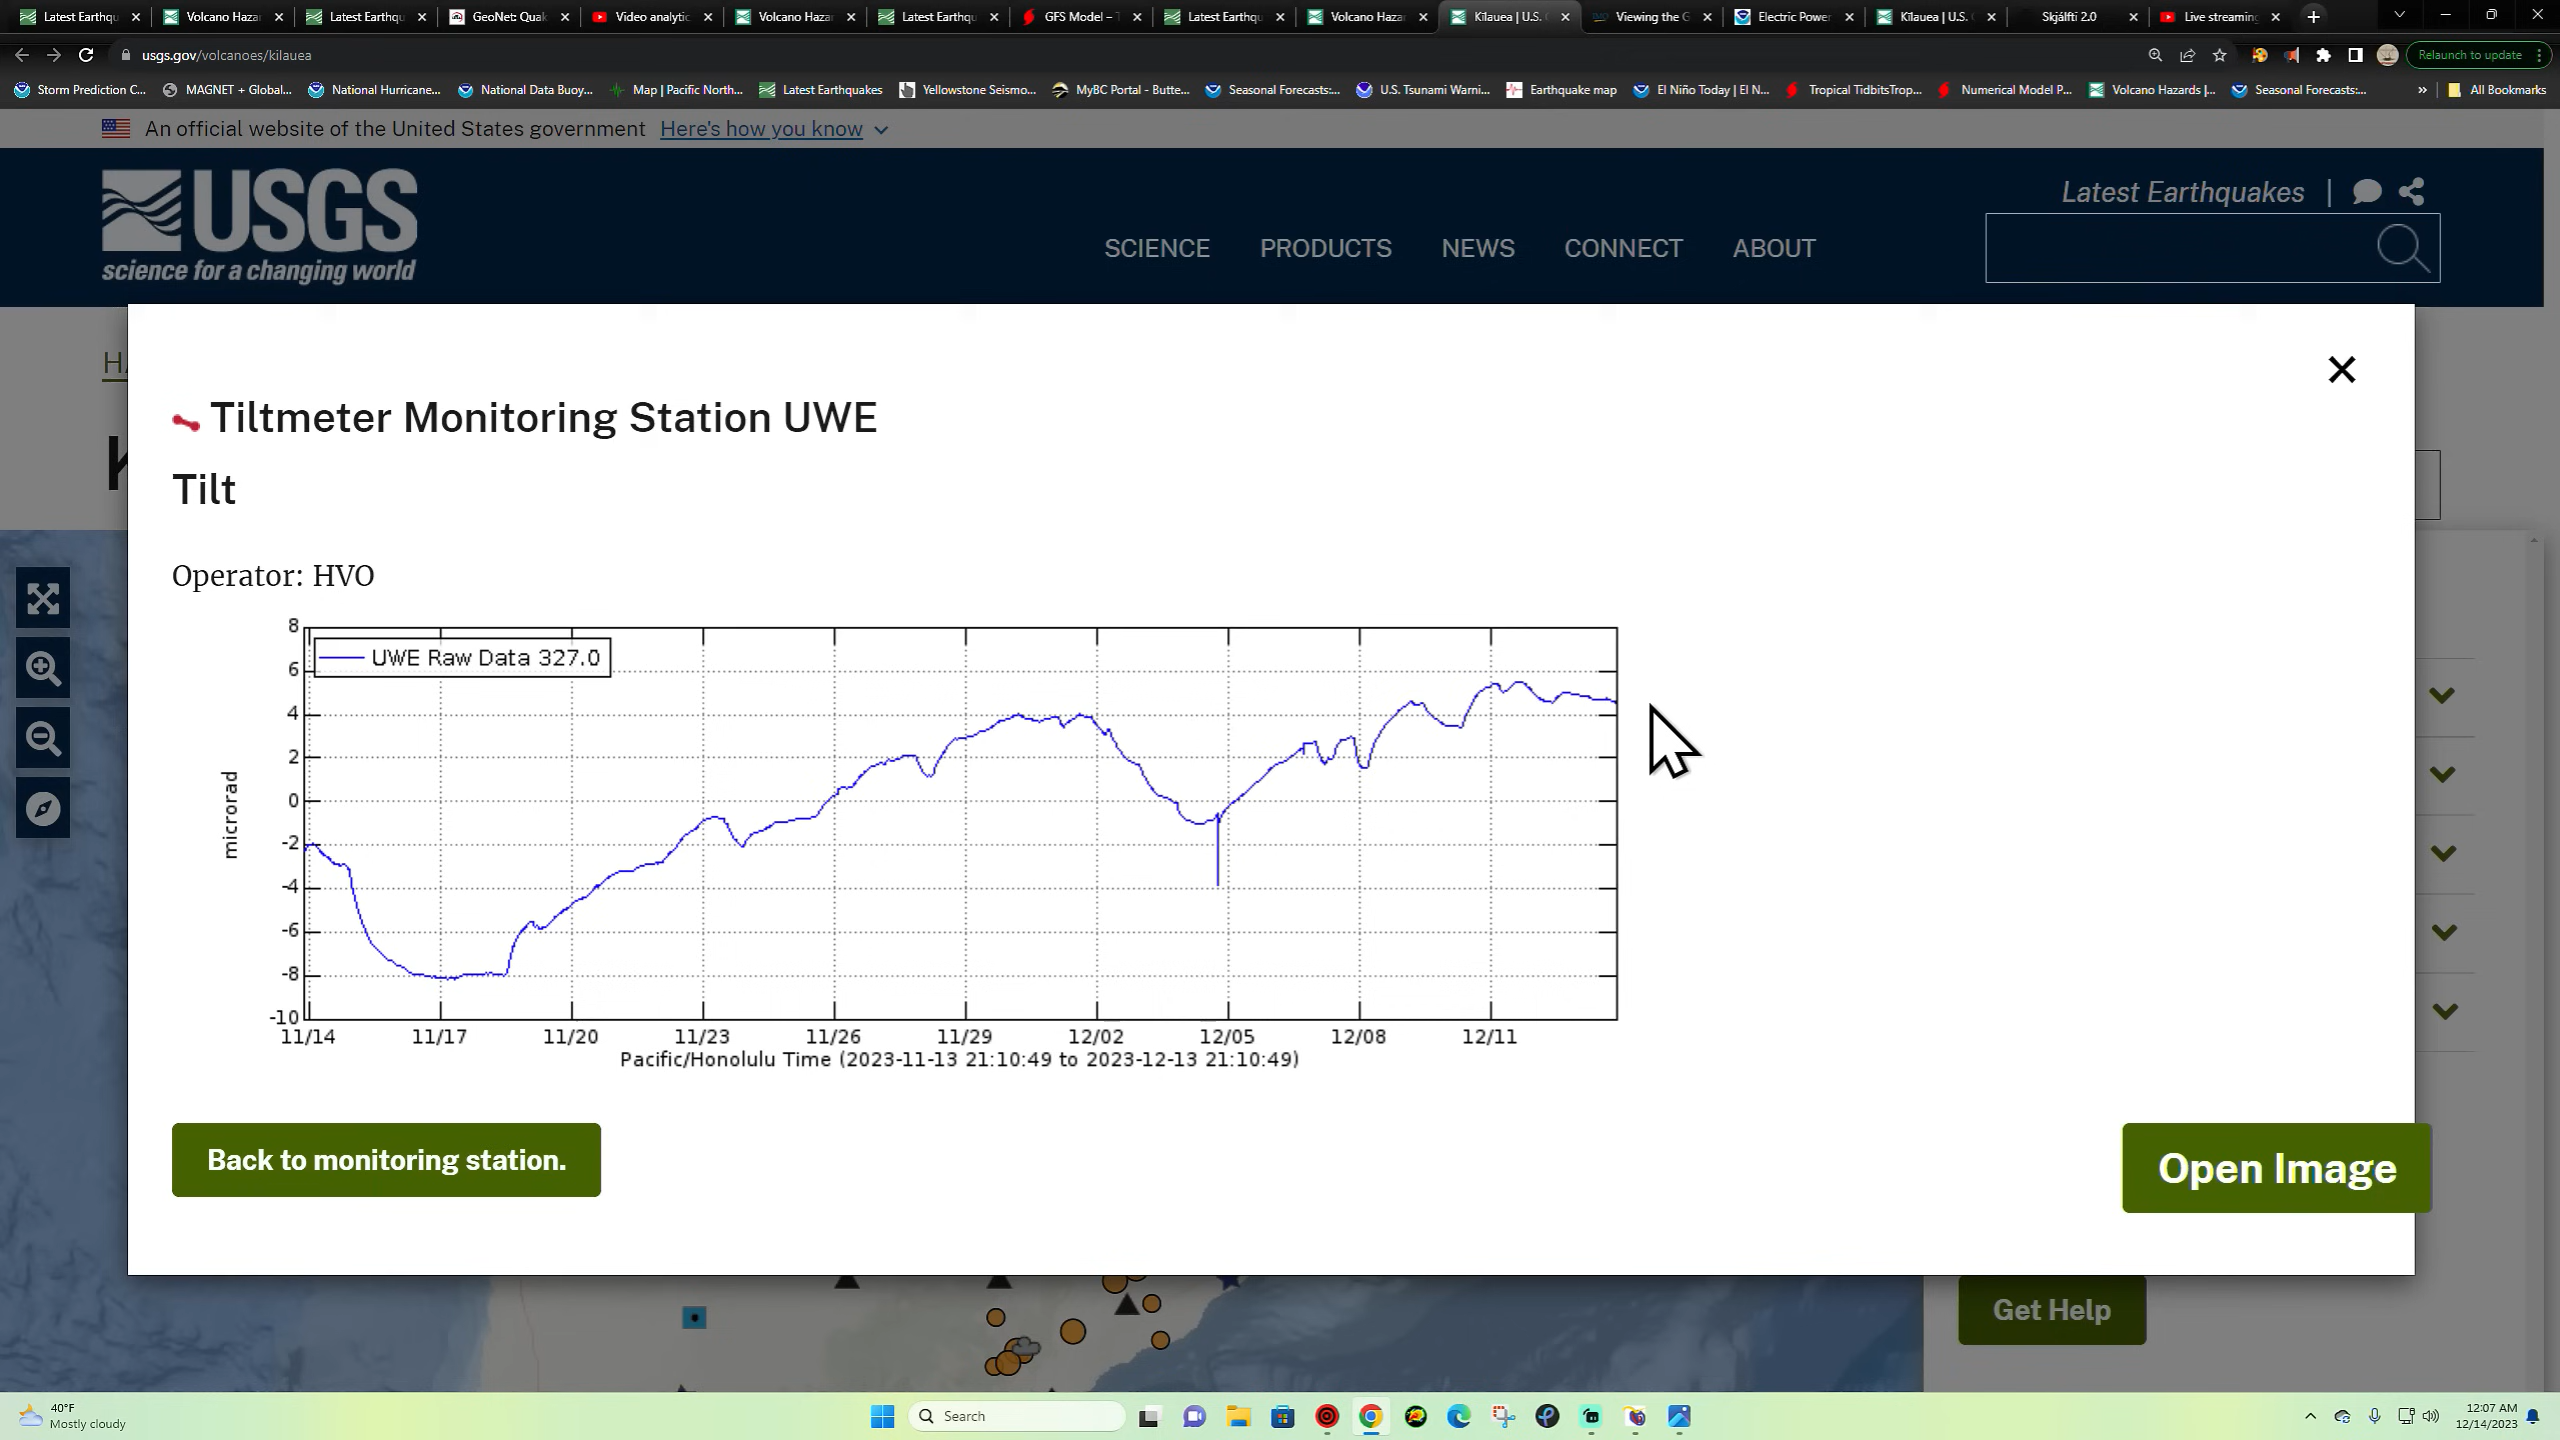 Latest Earthqu
Volcano Hazar
Latest Earthqu
GeoNet: Quak
Video analytic
Volcano Hazar
Latest Earthqu
GFS Model – T
Latest Earthqu
Volcano Hazar
Kīlauea | U.S. G
Viewing the G
Electric Power
Kīlauea | U.S. G
Skjálfti 2.0
Live streaming
usgs.gov/volcanoes/kilauea
Relaunch to update
Storm Prediction C...
MAGNET + Global...
National Hurricane...
National Data Buoy...
Map | Pacific North...
Latest Earthquakes
Yellowstone Seismo...
MyBC Portal - Butte...
Seasonal Forecasts:...
U.S. Tsunami Warni...
Earthquake map
El Niño Today | El N...
Tropical TidbitsTrop...
Numerical Model P...
Volcano Hazards |...
Seasonal Forecasts:...
All Bookmarks
An official website of the United States government Here's how you know
USGS
science for a changing world
Latest Earthquakes |
SCIENCE PRODUCTS NEWS CONNECT ABOUT
Tiltmeter Monitoring Station UWE
Tilt
Operator: HVO
UWE Raw Data 327.0
8
6
4
2
0
-2
-4
-6
-8
-10
microrad
11/14 11/17 11/20 11/23 11/26 11/29 12/02 12/05 12/08 12/11
Pacific/Honolulu Time (2023-11-13 21:10:49 to 2023-12-13 21:10:49)
Back to monitoring station.
Open Image
Get Help
40°F
Mostly cloudy
Search
12:07 AM
12/14/2023